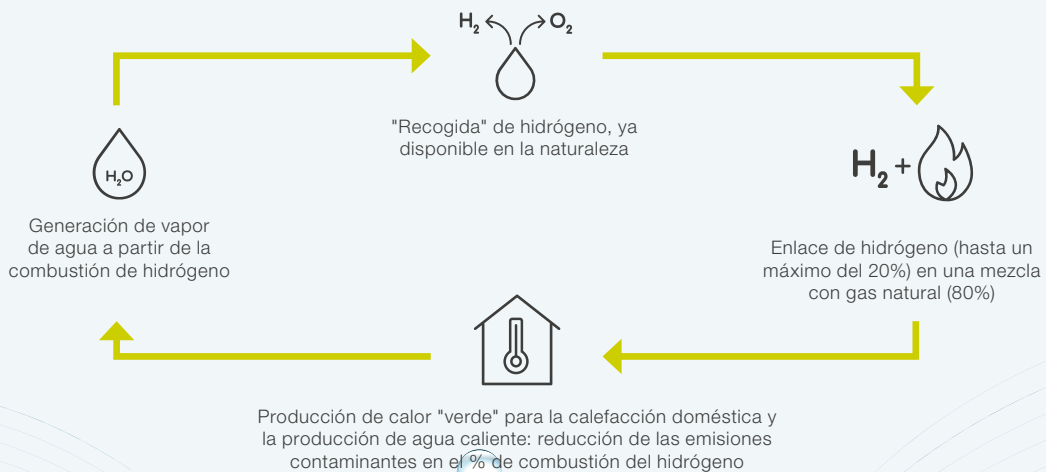 H₂ O₂
"Recogida" de hidrógeno, ya
disponible en la naturaleza
H₂ +
Enlace de hidrógeno (hasta un
máximo del 20%) en una mezcla
con gas natural (80%)
Producción de calor "verde" para la calefacción doméstica y
la producción de agua caliente: reducción de las emisiones
contaminantes en el % de combustión del hidrógeno
H₂O
Generación de vapor
de agua a partir de la
combustión de hidrógeno